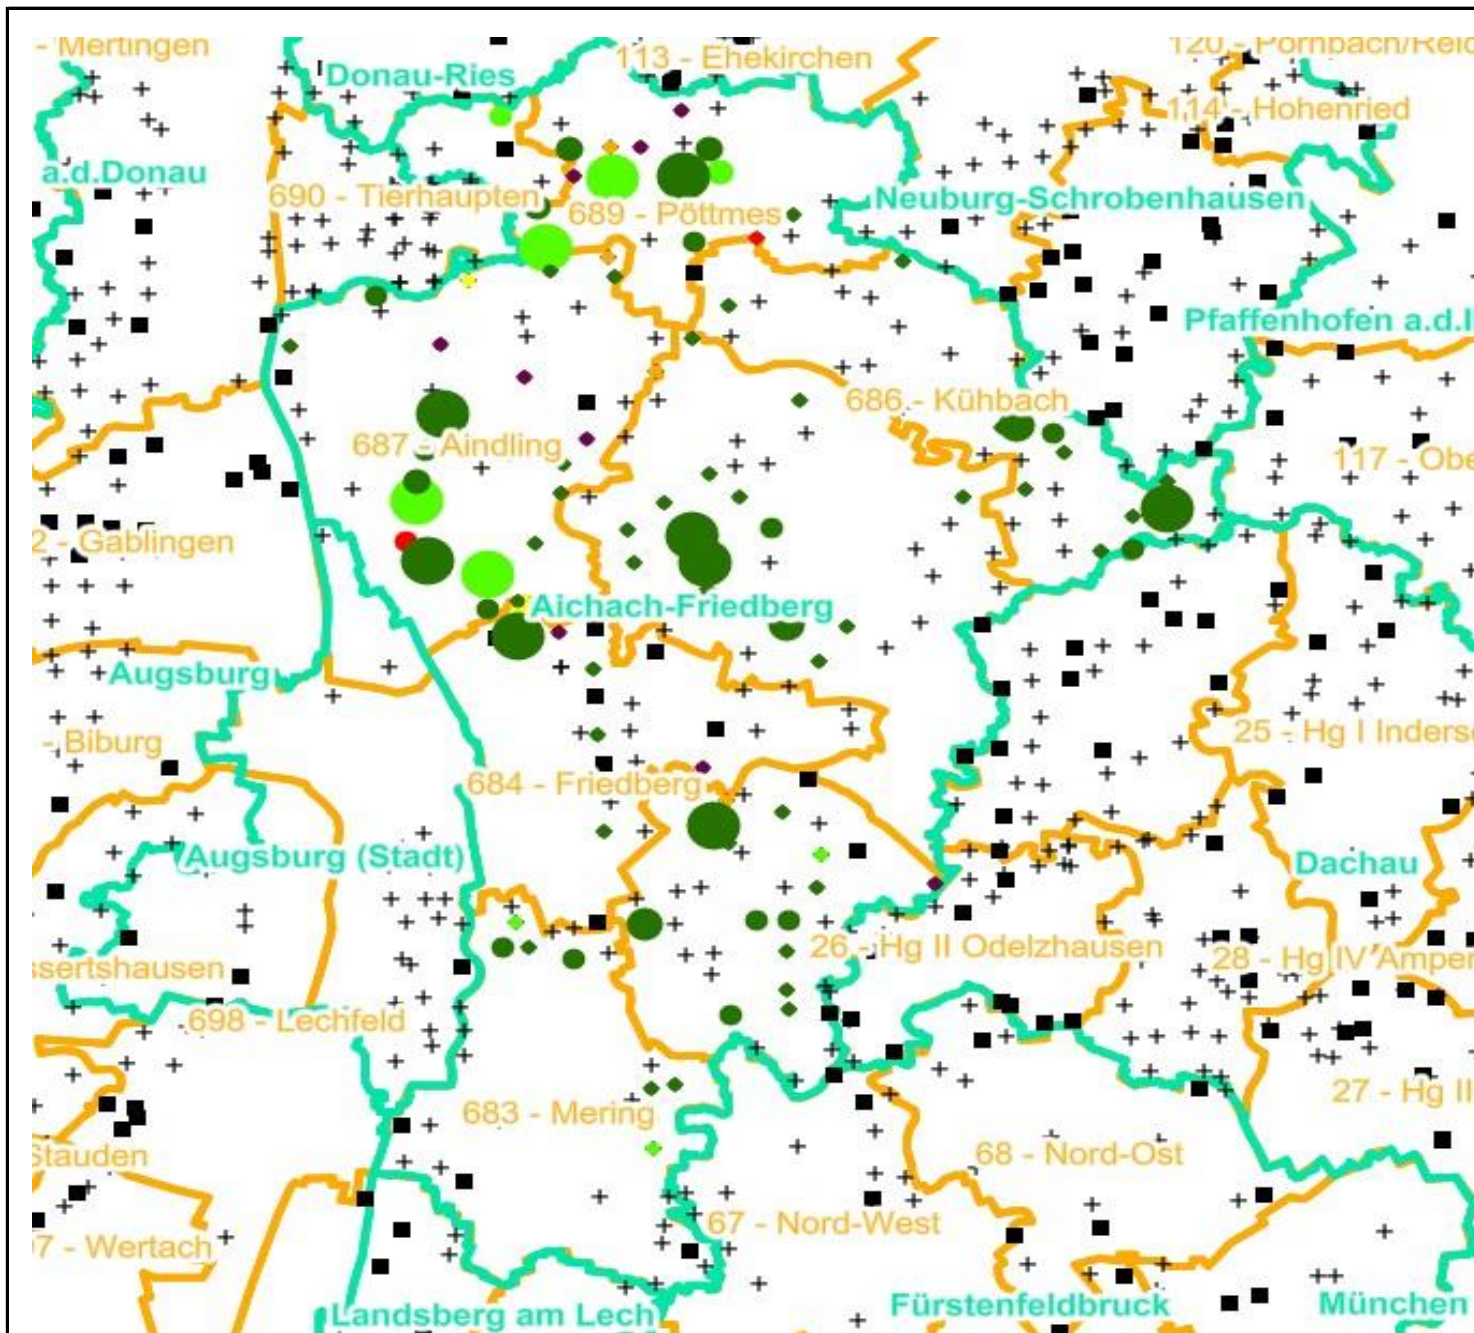 - Mertingen
113 - Ehekirchen
Donau-Ries
114 - Hohenried
a.d.Donau
690 - Tierhaupten
689 - Pöttmes
Neuburg-Schrobenhausen
Pfaffenhofen a.d.I
686 - Kühbach
687 - Aindling
117 - Obe
2 - Gablingen
Aichach-Friedberg
Augsburg
- Biburg
25 - Hg I Inderso
684 - Friedberg
Augsburg (Stadt)
Dachau
26 - Hg II Odelzhausen
28 - Hg IV Amper
ssertshausen
698 - Lechfeld
27 - Hg II
683 - Mering
Stauden
68 - Nord-Ost
67 - Nord-West
97 - Wertach
Landsberg am Lech
Fürstenfeldbruck
München